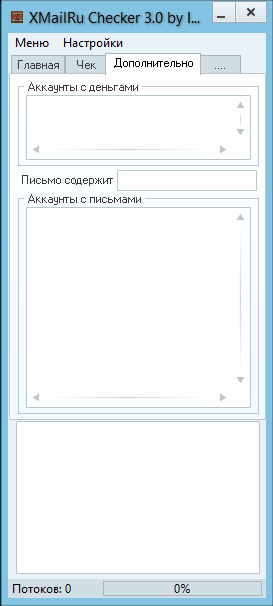 XMailRu Checker 3.0 by I...
Меню Настройки
Главная Чек Дополнительно ....
Аккаунты с деньгами
Письмо содержит
Аккаунты с письмами
Потоков: 0 0%